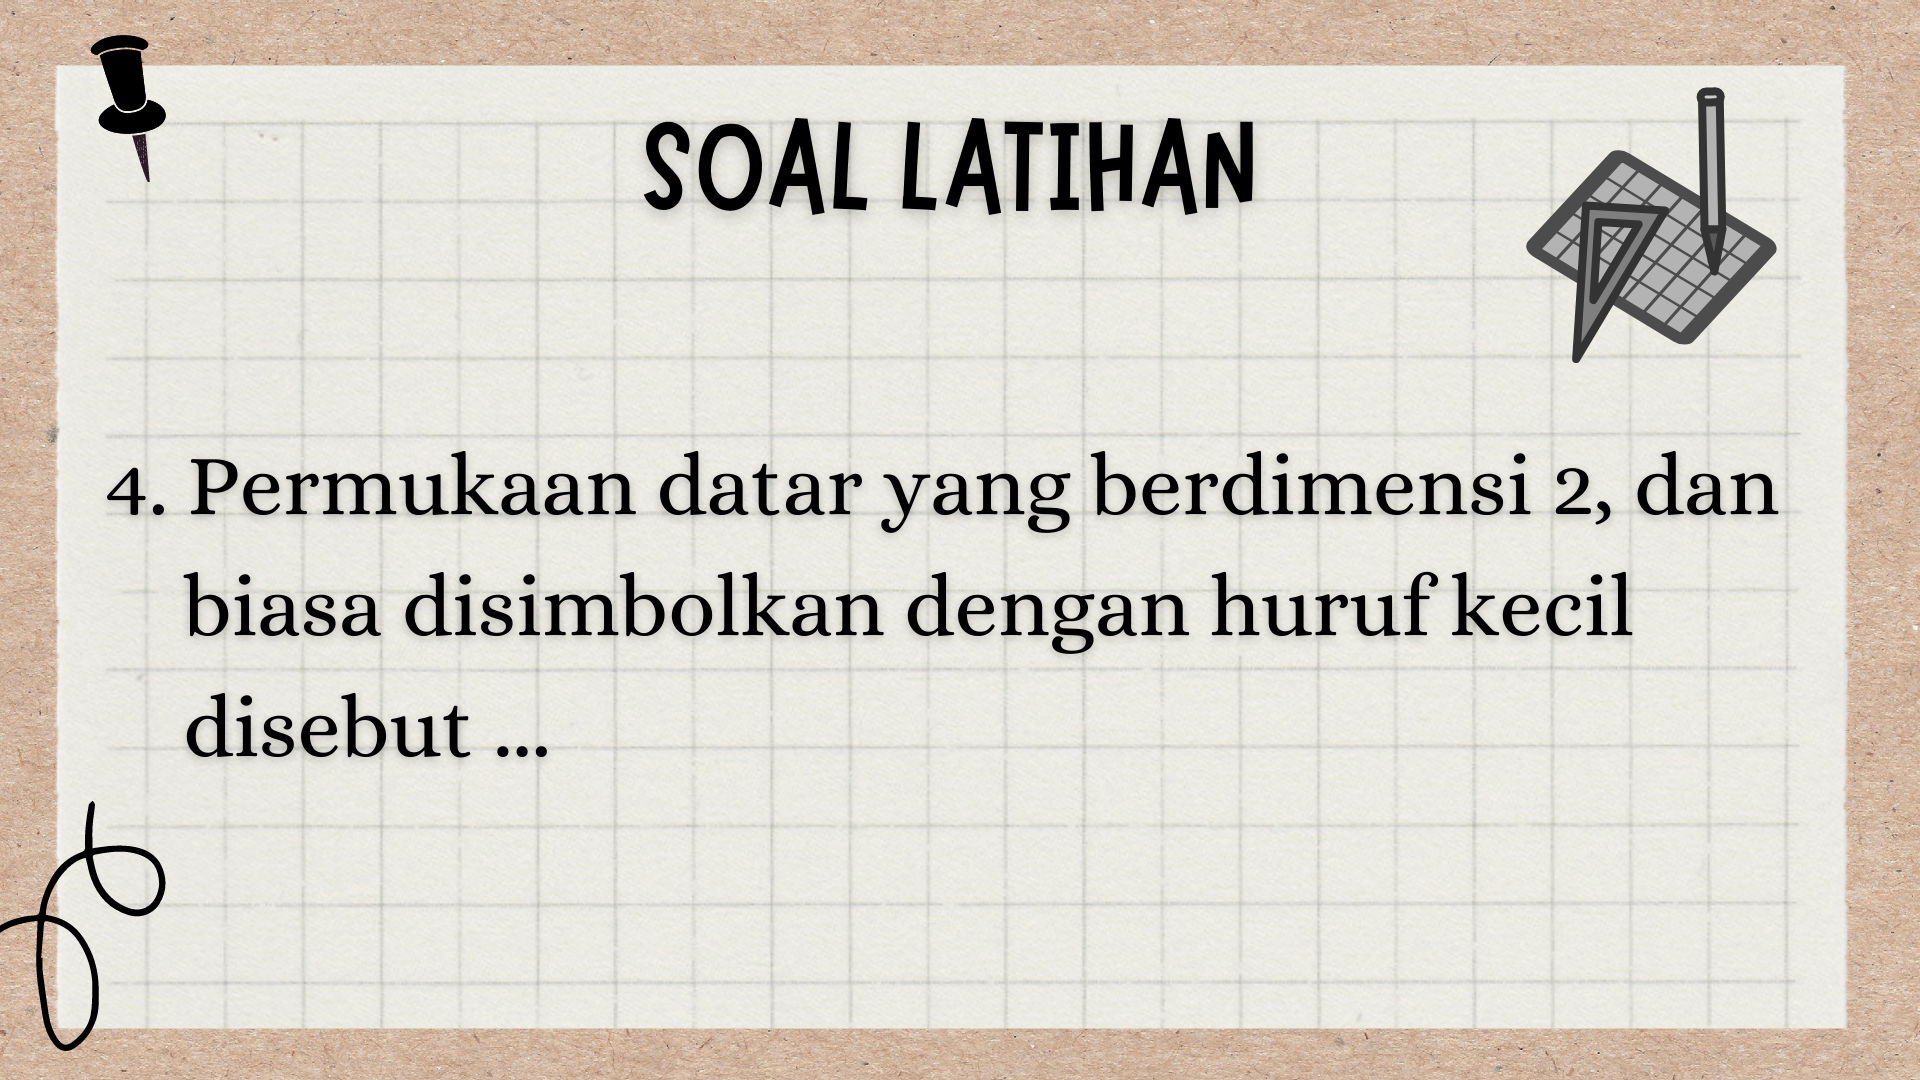 SOAL LATIHAN
4. Permukaan datar yang berdimensi 2, dan
biasa disimbolkan dengan huruf kecil
disebut ...